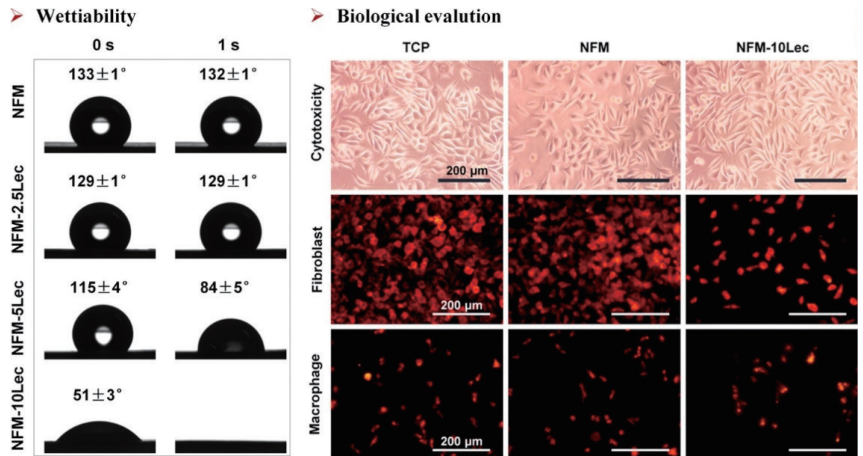 ➤ Wettiability
0 s 1 s
NFM
133±1° 132±1°
NFM-2.5Lec
129±1° 129±1°
NFM-5Lec
115±4° 84±5°
NFM-10Lec
51±3°
➤ Biological evalution
TCP NFM NFM-10Lec
Cytotoxicity
200 μm
Fibroblast
200 μm
Macrophage
200 μm